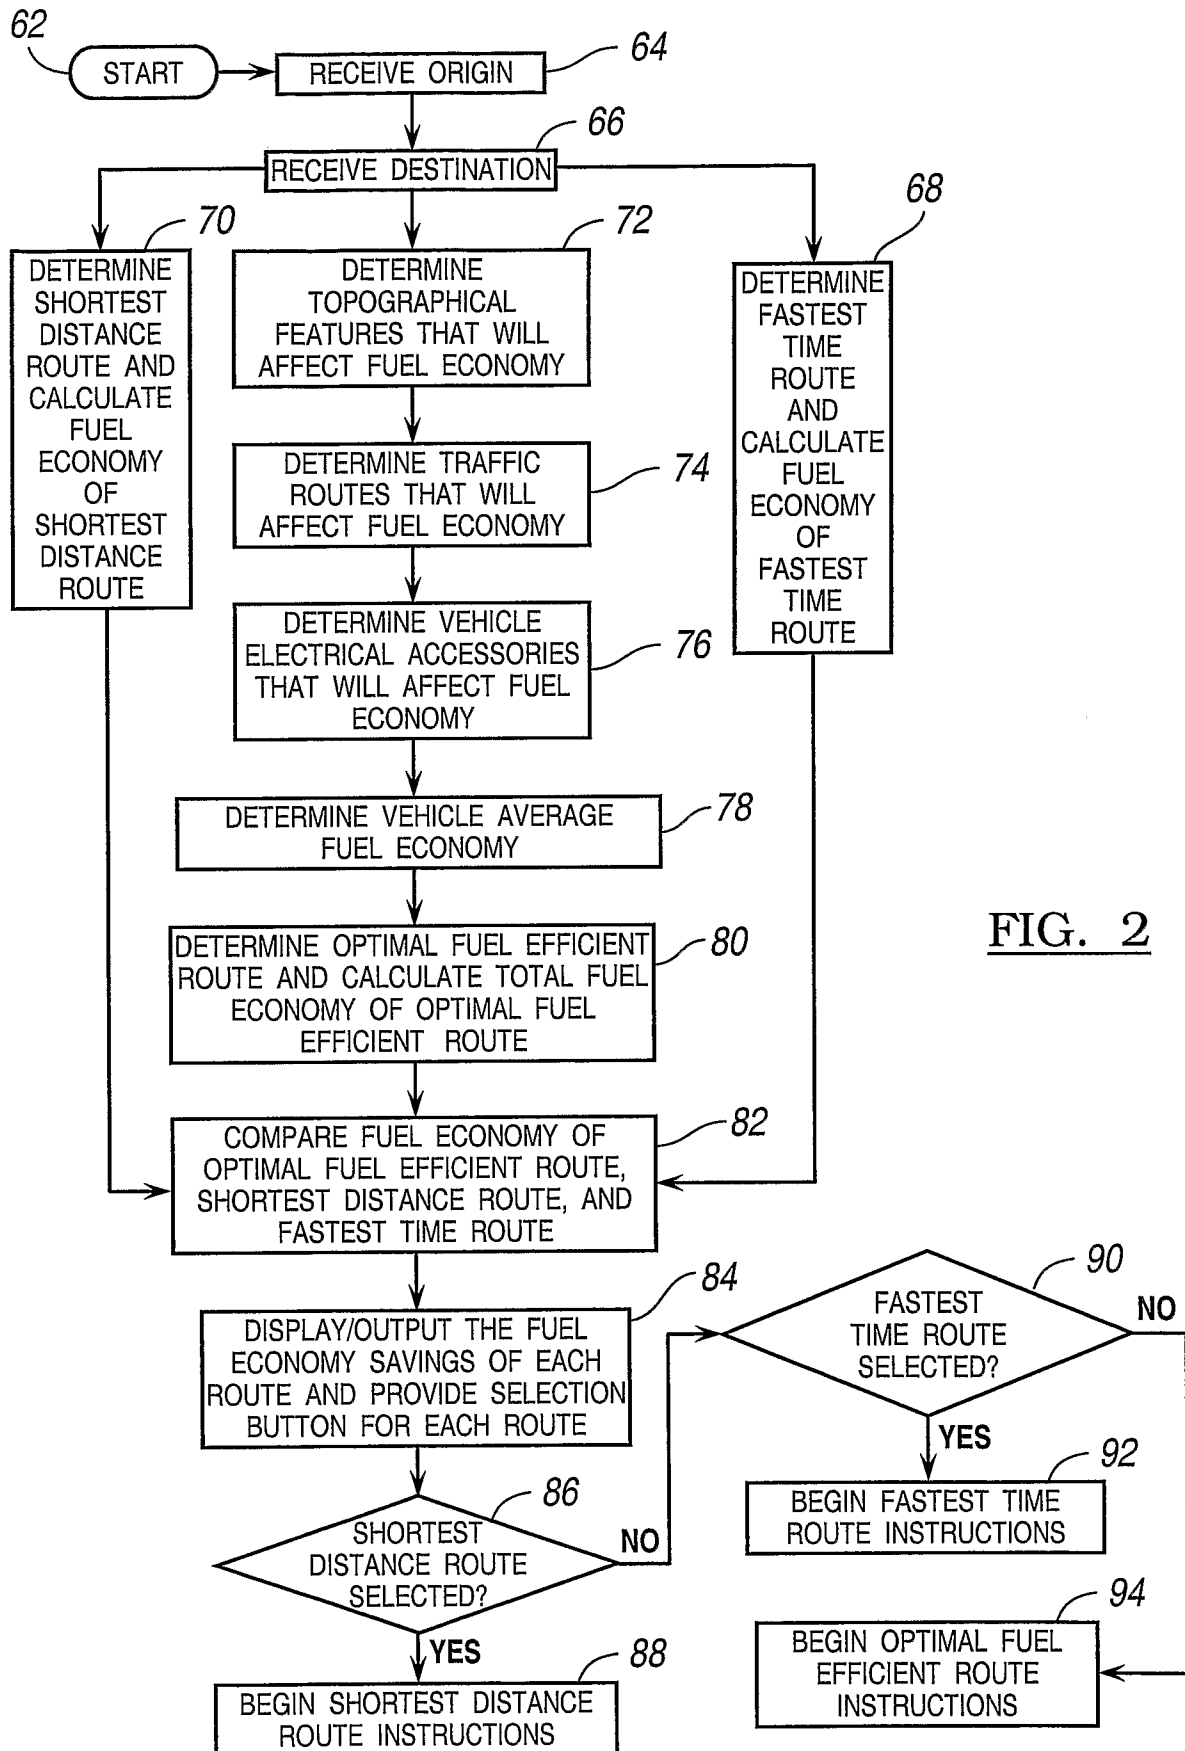 62
START
RECEIVE ORIGIN
64
66
RECEIVE DESTINATION
70
DETERMINE
SHORTEST
DISTANCE
ROUTE AND
CALCULATE
FUEL
ECONOMY
OF
SHORTEST
DISTANCE
ROUTE
72
DETERMINE
TOPOGRAPHICAL
FEATURES THAT WILL
AFFECT FUEL ECONOMY
68
DETERMINE
FASTEST
TIME
ROUTE
AND
CALCULATE
FUEL
ECONOMY
OF
FASTEST
TIME
ROUTE
DETERMINE TRAFFIC
ROUTES THAT WILL
AFFECT FUEL ECONOMY
74
DETERMINE VEHICLE
ELECTRICAL ACCESSORIES
THAT WILL AFFECT FUEL
ECONOMY
76
DETERMINE VEHICLE AVERAGE
FUEL ECONOMY
78
DETERMINE OPTIMAL FUEL EFFICIENT
ROUTE AND CALCULATE TOTAL FUEL
ECONOMY OF OPTIMAL FUEL
EFFICIENT ROUTE
80
FIG. 2
COMPARE FUEL ECONOMY OF
OPTIMAL FUEL EFFICIENT ROUTE,
SHORTEST DISTANCE ROUTE, AND
FASTEST TIME ROUTE
82
DISPLAY/OUTPUT THE FUEL
ECONOMY SAVINGS OF EACH
ROUTE AND PROVIDE SELECTION
BUTTON FOR EACH ROUTE
84
SHORTEST
DISTANCE ROUTE
SELECTED?
86
NO
YES
88
BEGIN SHORTEST DISTANCE
ROUTE INSTRUCTIONS
90
FASTEST
TIME ROUTE
SELECTED?
NO
YES
92
BEGIN FASTEST TIME
ROUTE INSTRUCTIONS
94
BEGIN OPTIMAL FUEL
EFFICIENT ROUTE
INSTRUCTIONS